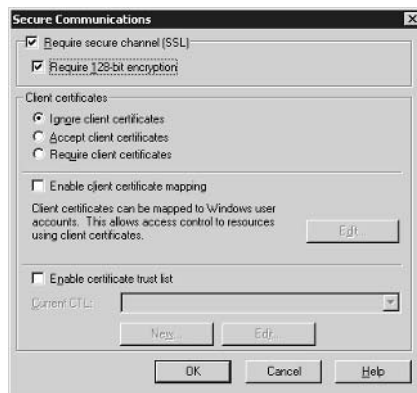 Secure Communications
Require secure channel (SSL)
Require 128-bit encryption
Client certificates
Ignore client certificates
Accept client certificates
Require client certificates
Enable client certificate mapping
Client certificates can be mapped to Windows user
accounts. This allows access control to resources
using client certificates.
Edit...
Enable certificate trust list
Current CTL:
New... Edit...
OK Cancel Help